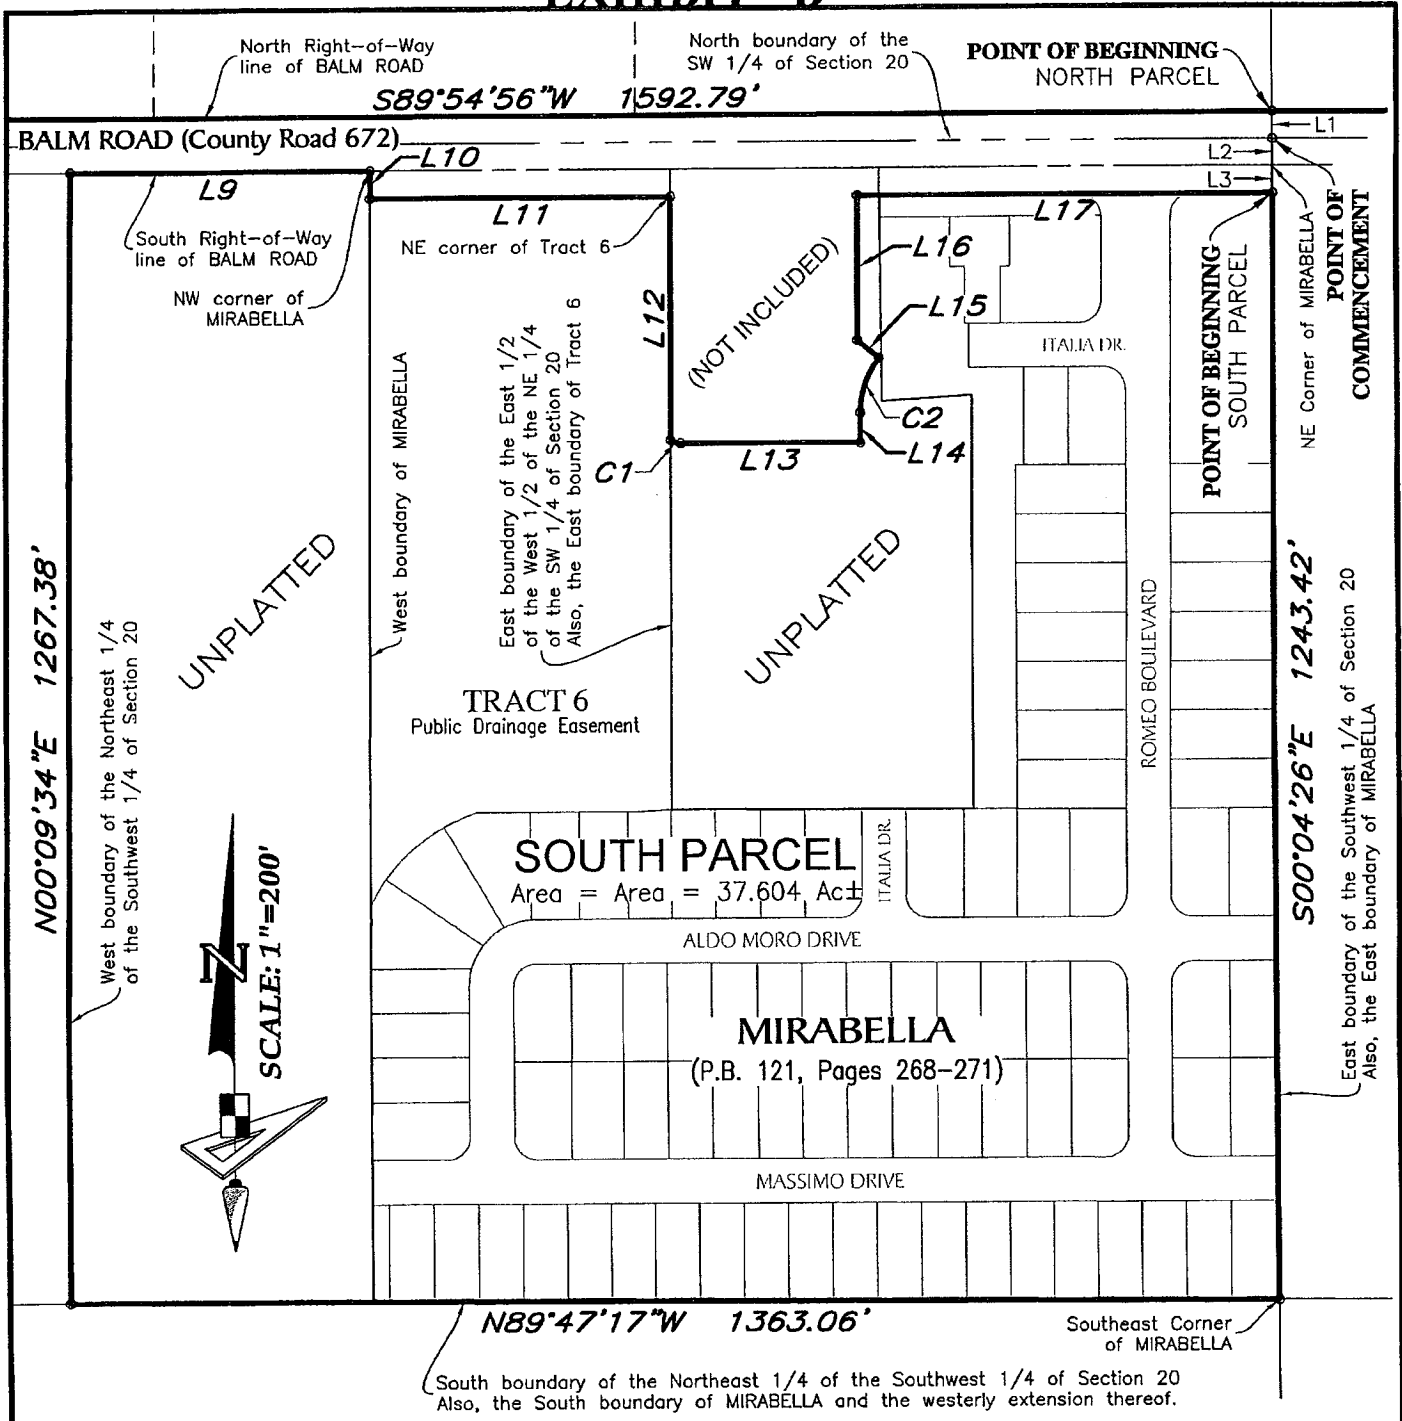 North Right-of-Way
line of BALM ROAD
North boundary of the
SW 1/4 of Section 20
POINT OF BEGINNING
NORTH PARCEL
S89°54'56"W 1592.79'
L1
BALM ROAD (County Road 672)
L10
L2
L3
L9
L11
L17
South Right-of-Way
line of BALM ROAD
NE corner of Tract 6
L16
NW corner of
MIRABELLA
L12
(NOT INCLUDED)
L15
ITALIA DR.
POINT OF BEGINNING
SOUTH PARCEL
NE Corner of MIRABELLA
POINT OF
COMMENCEMENT
West boundary of MIRABELLA
East boundary of the East 1/2
of the West 1/2 of the NE 1/4
of the SW 1/4 of Section 20
Also, the East boundary of Tract 6
C2
C1
L13
L14
UNPLATTED
UNPLATTED
N00°09'34"E 1267.38'
West boundary of the Northeast 1/4
of the Southwest 1/4 of Section 20
TRACT 6
Public Drainage Easement
ROMEO BOULEVARD
S00°04'26"E 1243.42'
East boundary of the Southwest 1/4 of Section 20
Also, the East boundary of MIRABELLA
SOUTH PARCEL
Area = Area = 37.604 Ac±
ITALIA DR.
N
SCALE: 1"=200'
ALDO MORO DRIVE
MIRABELLA
(P.B. 121, Pages 268-271)
MASSIMO DRIVE
N89°47'17"W 1363.06'
Southeast Corner
of MIRABELLA
South boundary of the Northeast 1/4 of the Southwest 1/4 of Section 20
Also, the South boundary of MIRABELLA and the westerly extension thereof.